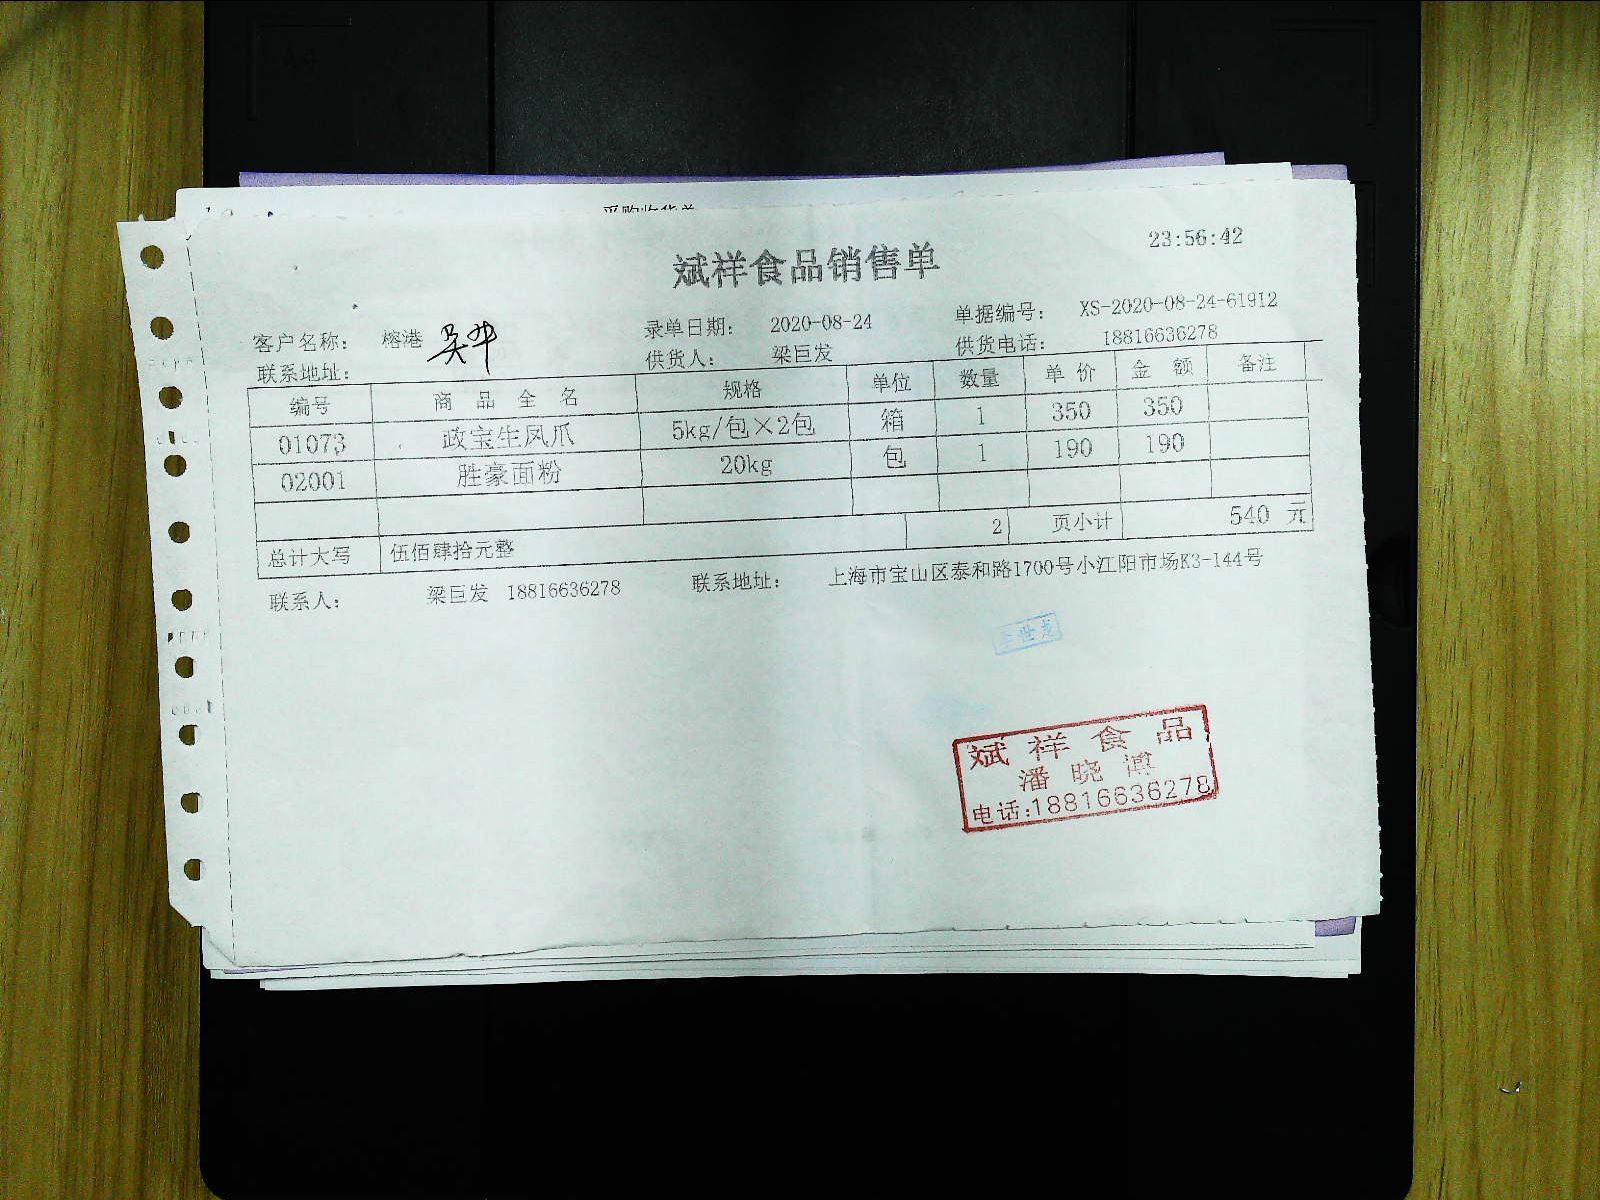 采购收货单
23:56:42
斌祥食品销售单
客户名称： 榕港 录单日期： 2020-08-24 单据编号： XS-2020-08-24-61912
联系地址： 供货人： 梁巨发 供货电话： 18816636278
编号 商 品 全 名 规格 单位 数量 单 价 金 额 备注
01073 政宝生凤爪 5kg/包×2包 箱 1 350 350
02001 胜豪面粉 20kg 包 1 190 190
总计大写 伍佰肆拾元整 2 页小计 540 元
联系人： 梁巨发 18816636278 联系地址： 上海市宝山区泰和路1700号小江阳市场K3-144号
斌祥食品
潘晓
电话:18816636278